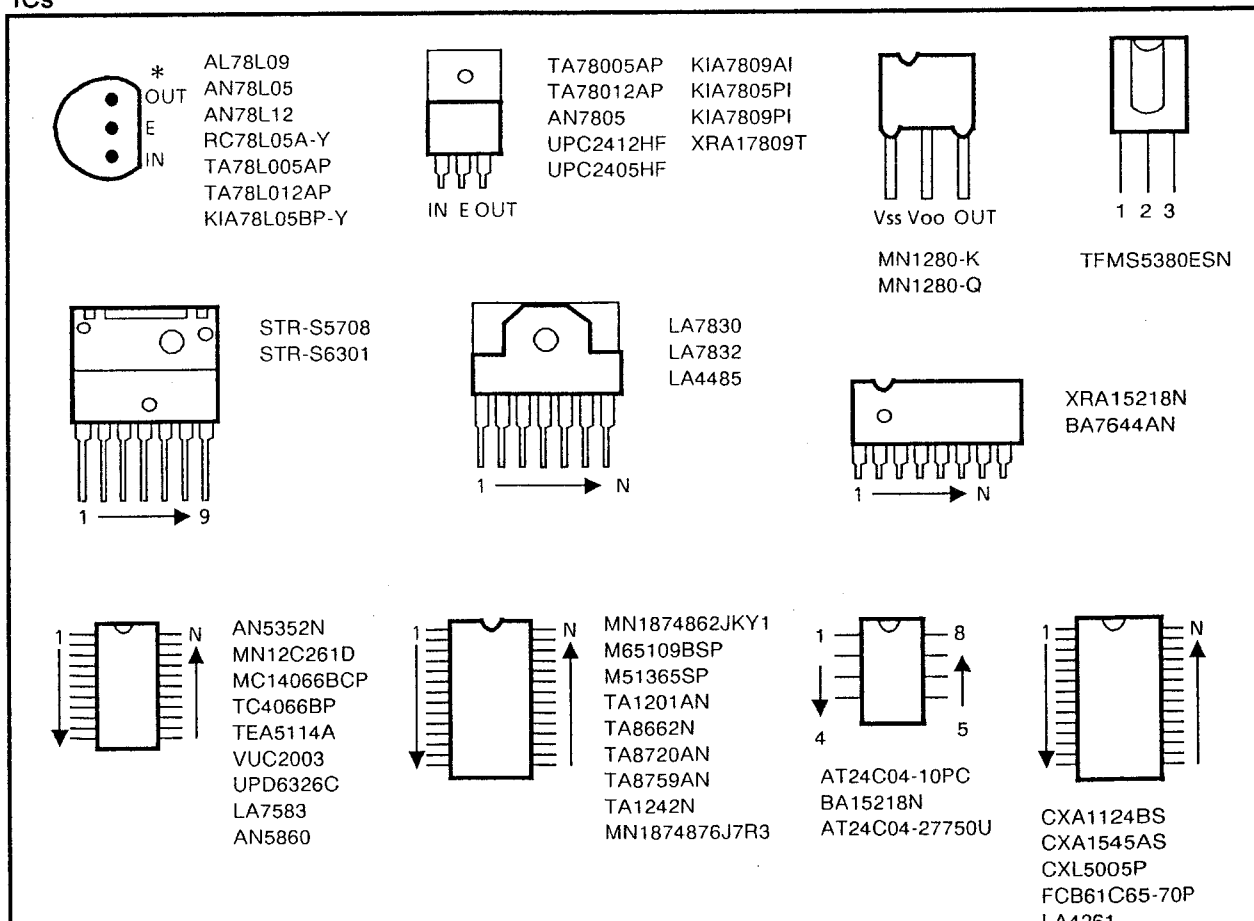 ICs
*
OUT
E
IN
AL78L09
AN78L05
AN78L12
RC78L05A-Y
TA78L005AP
TA78L012AP
KIA78L05BP-Y
IN E OUT
TA78005AP
TA78012AP
AN7805
UPC2412HF
UPC2405HF
KIA7809AI
KIA7805PI
KIA7809PI
XRA17809T
Vss Voo OUT
MN1280-K
MN1280-Q
1 2 3
TFMS5380ESN
1 9
STR-S5708
STR-S6301
1 N
LA7830
LA7832
LA4485
1 N
XRA15218N
BA7644AN
1 N
AN5352N
MN12C261D
MC14066BCP
TC4066BP
TEA5114A
VUC2003
UPD6326C
LA7583
AN5860
1 N
MN1874862JKY1
M65109BSP
M51365SP
TA1201AN
TA8662N
TA8720AN
TA8759AN
TA1242N
MN1874876J7R3
1 8
4 5
AT24C04-10PC
BA15218N
AT24C04-27750U
1 N
CXA1124BS
CXA1545AS
CXL5005P
FCB61C65-70P
LA4261